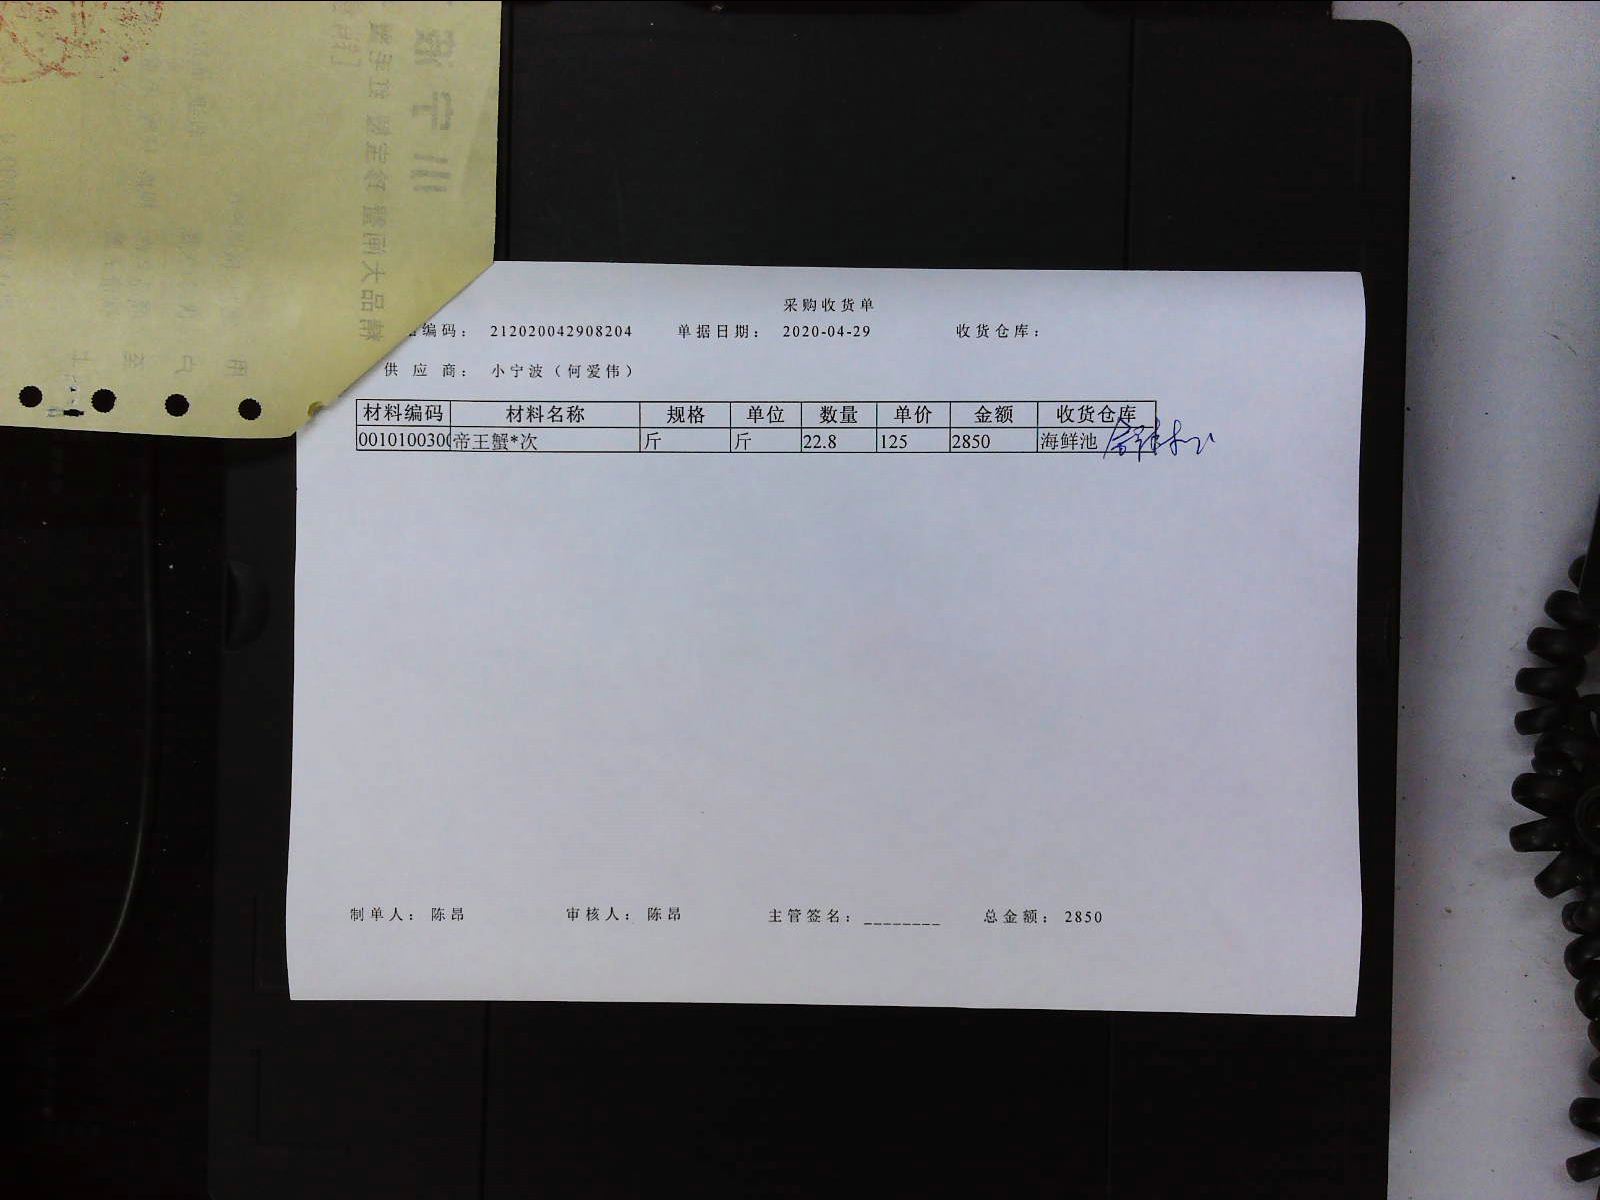 采购收货单
编码： 212020042908204 单据日期： 2020-04-29 收货仓库：
供应商： 小宁波（何爱伟）
材料编码 材料名称 规格 单位 数量 单价 金额 收货仓库
0010100300 帝王蟹*次 斤 斤 22.8 125 2850 海鲜池
制单人： 陈昂 审核人： 陈昂 主管签名：________ 总金额： 2850